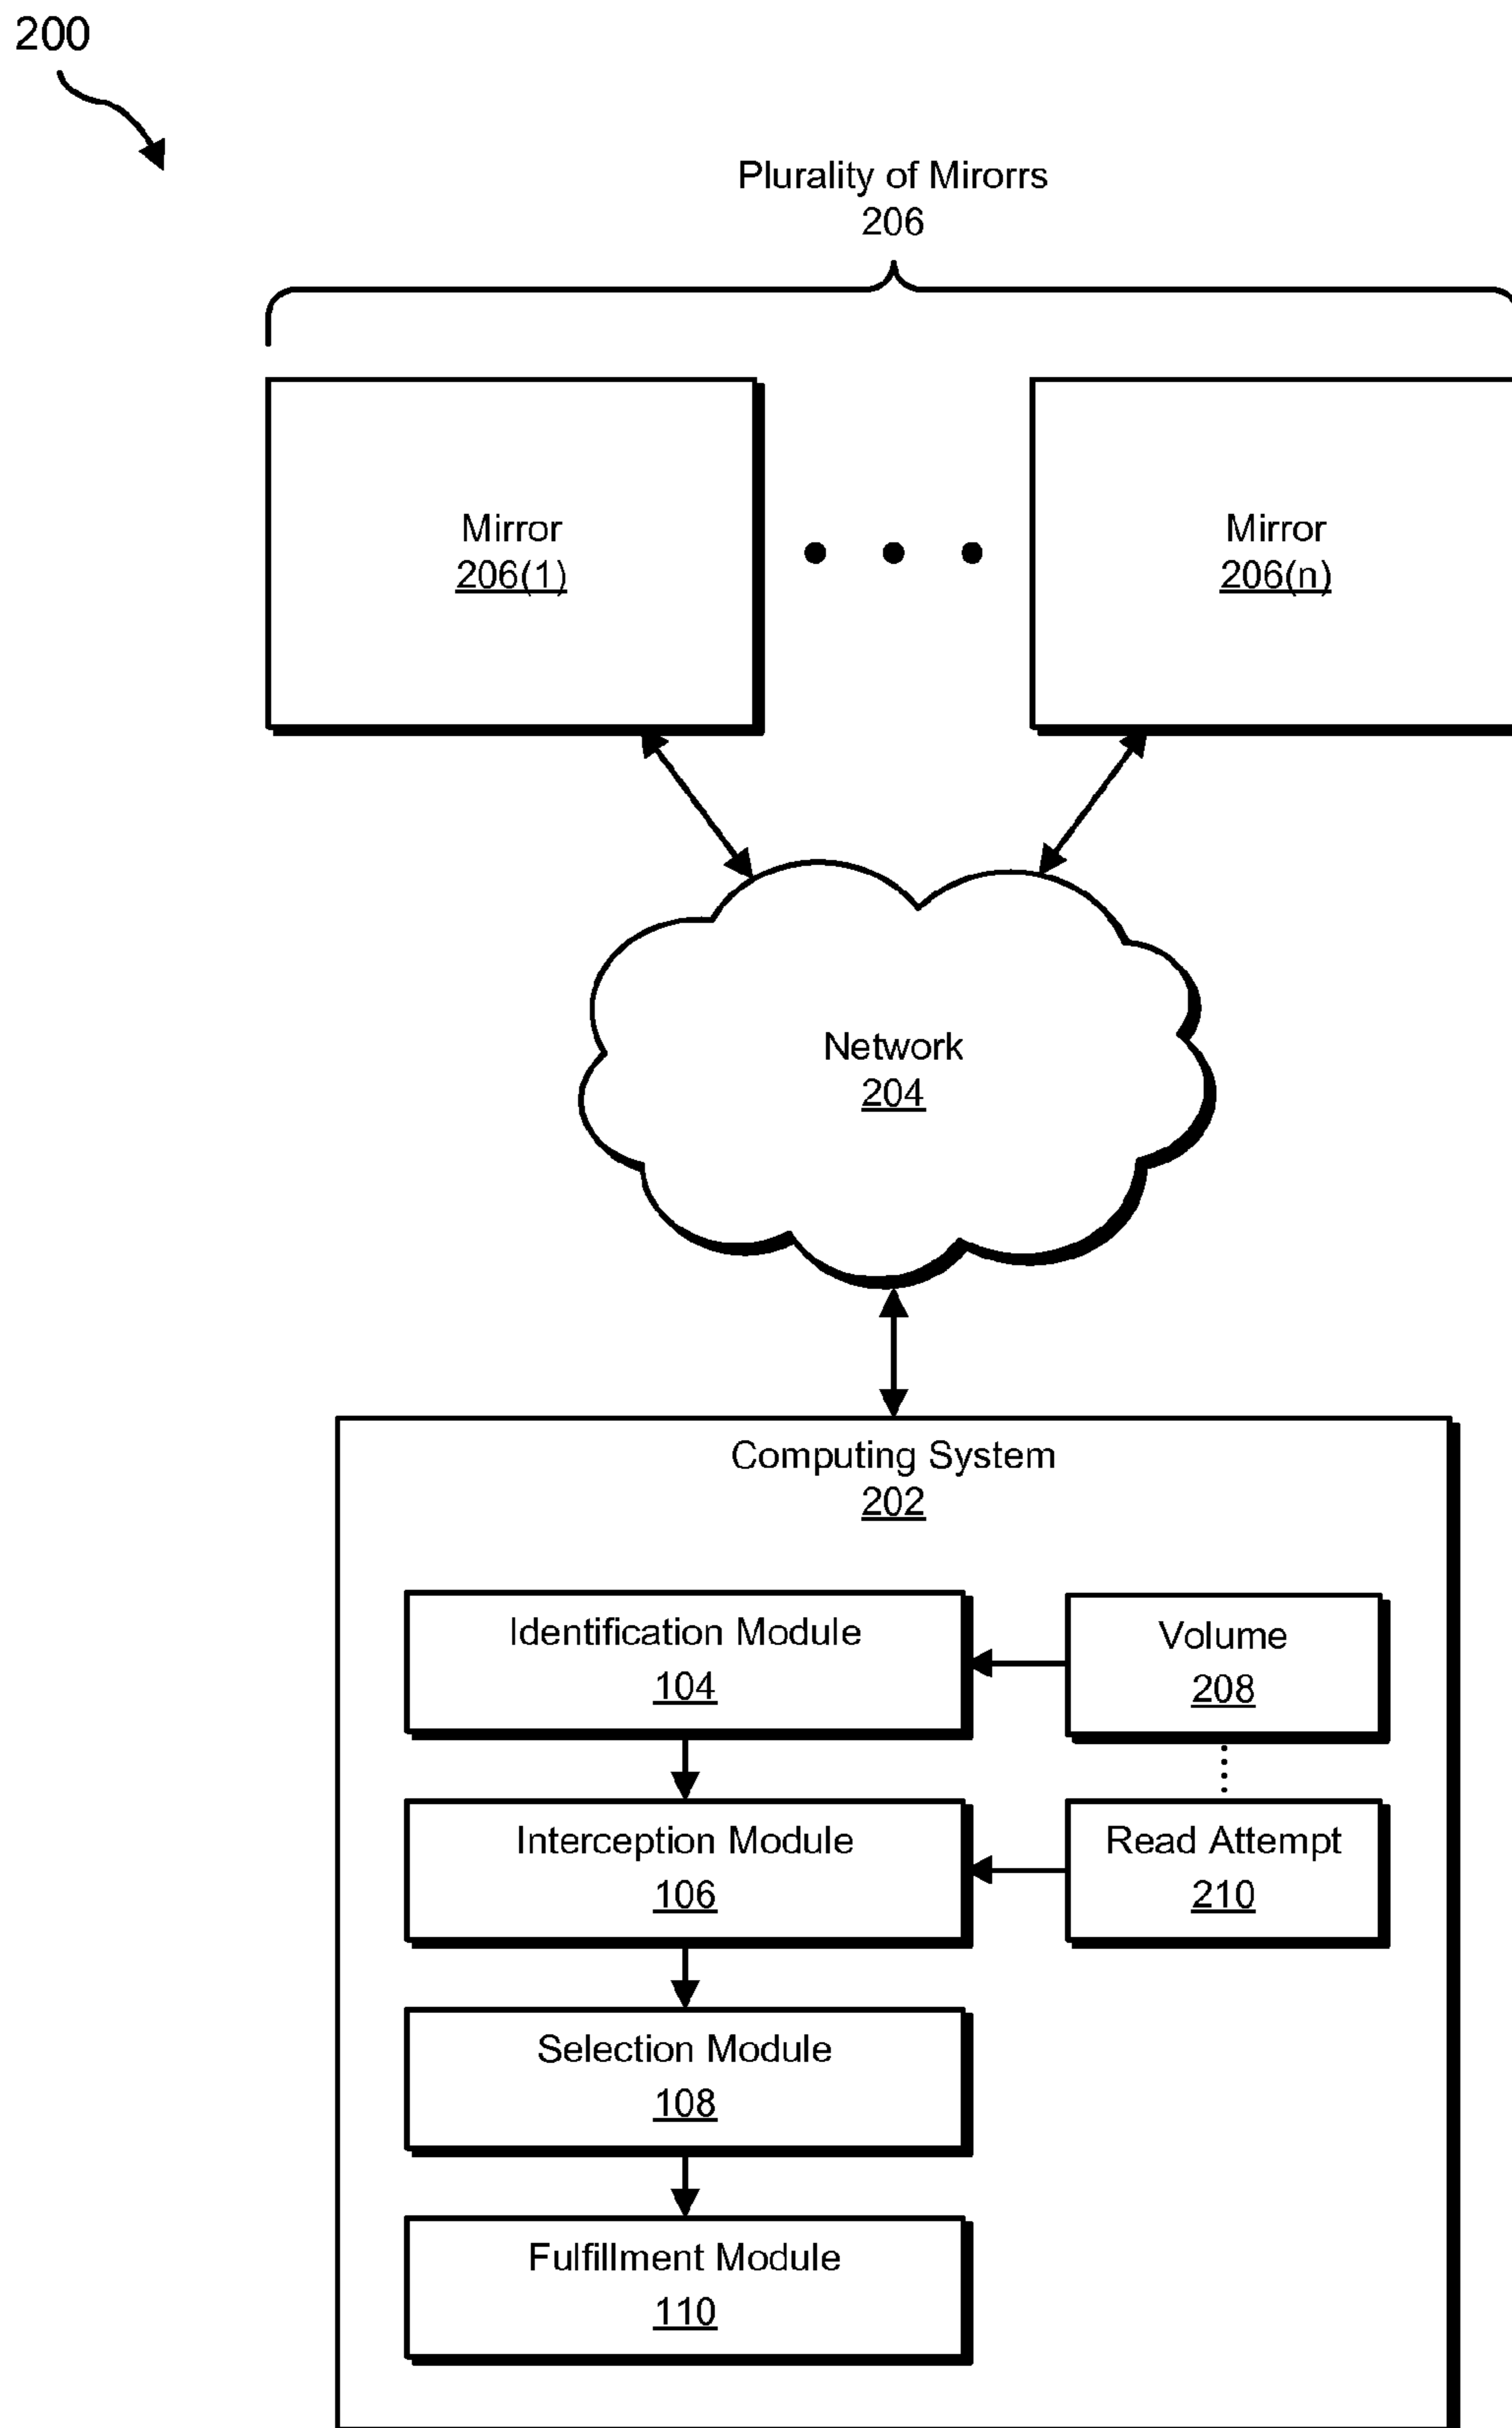 200
Plurality of Mirorrs
206
Mirror
206(1)
Mirror
206(n)
Network
204
Computing System
202
Identification Module
104
Volume
208
Interception Module
106
Read Attempt
210
Selection Module
108
Fulfillment Module
110